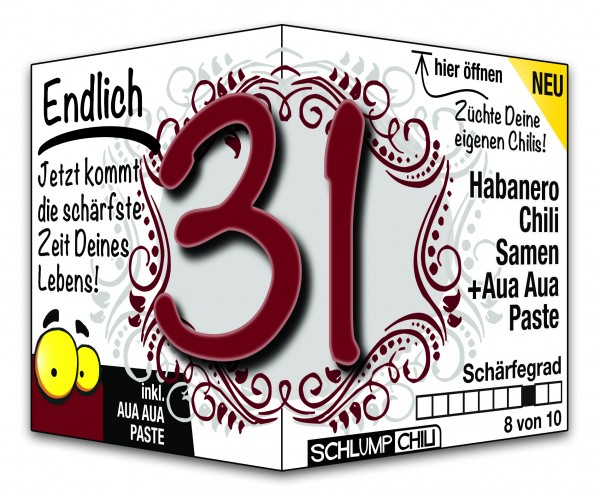 Endlich
Jetzt kommt
die schärfste
Zeit Deines
Lebens!
inkl.
AUA AUA
PASTE
31
hier öffnen
NEU
Züchte Deine
eigenen Chilis!
Habanero
Chili
Samen
+Aua Aua
Paste
Schärfegrad
8 von 10
SCHLUMP CHILI